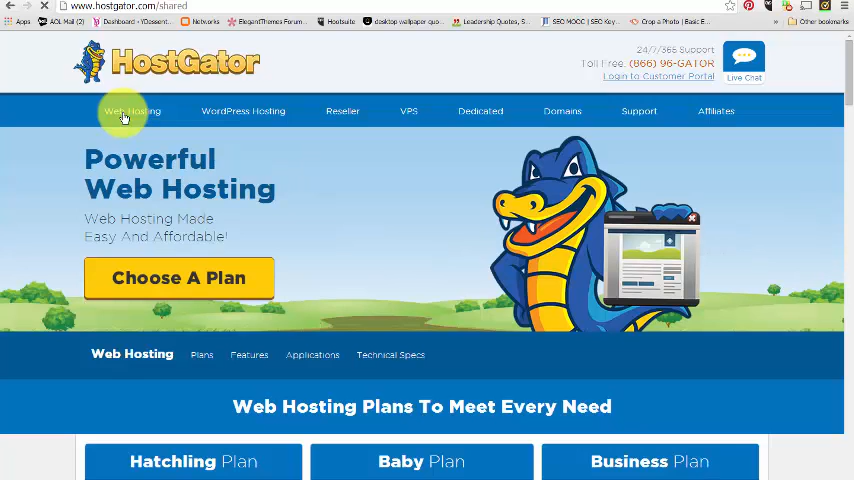 www.hostgator.com/shared
Apps AOL Mail (2) Dashboard - YDassent... Networks ElegantThemes Forum... Hootsuite desktop wallpaper quo... Leadership Quotes, S... SEO MOOC | SEO Key... Crop a Photo | Basic E... » Other bookmarks
HostGator
24/7/365 Support
Toll Free: (866) 96-GATOR
Login to Customer Portal
Live Chat
Web Hosting WordPress Hosting Reseller VPS Dedicated Domains Support Affiliates
Powerful
Web Hosting
Web Hosting Made
Easy And Affordable!
Choose A Plan
Web Hosting Plans Features Applications Technical Specs
Web Hosting Plans To Meet Every Need
Hatchling Plan Baby Plan Business Plan